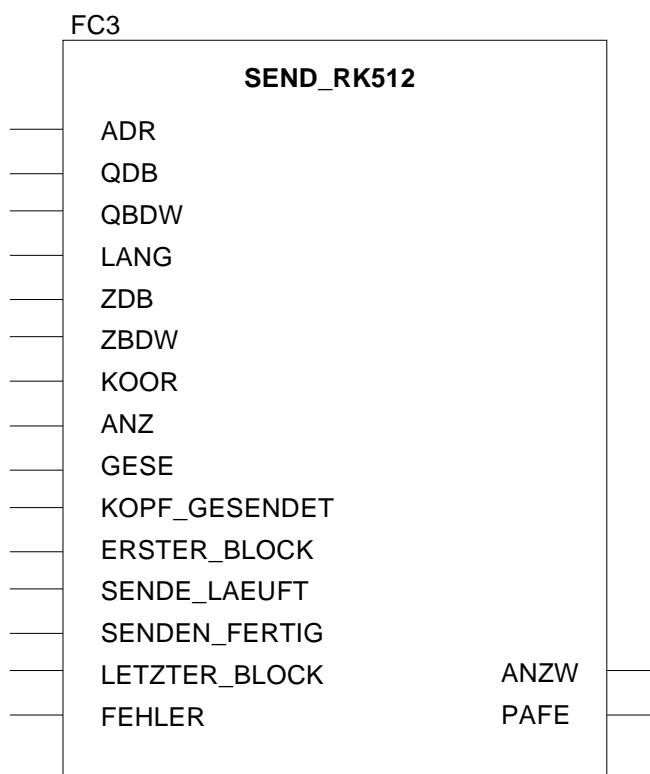 FC3
SEND_RK512
ADR
QDB
QBDW
LANG
ZDB
ZBDW
KOOR
ANZ
GESE
KOPF_GESENDET
ERSTER_BLOCK
SENDE_LAEUFT
SENDEN_FERTIG
LETZTER_BLOCK ANZW
FEHLER PAFE